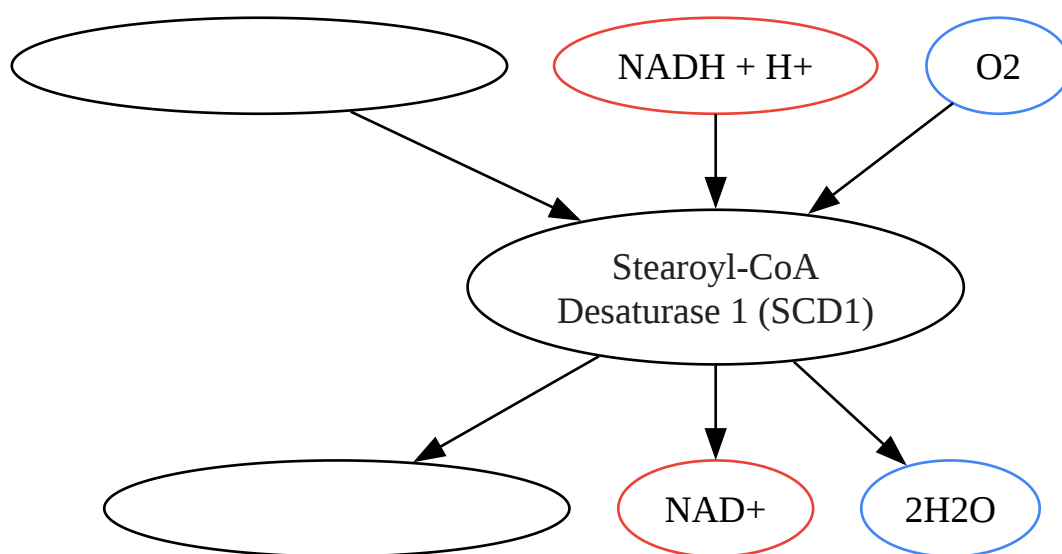 NADH + H+
O2
Stearoyl-CoA
Desaturase 1 (SCD1)
NAD+
2H2O